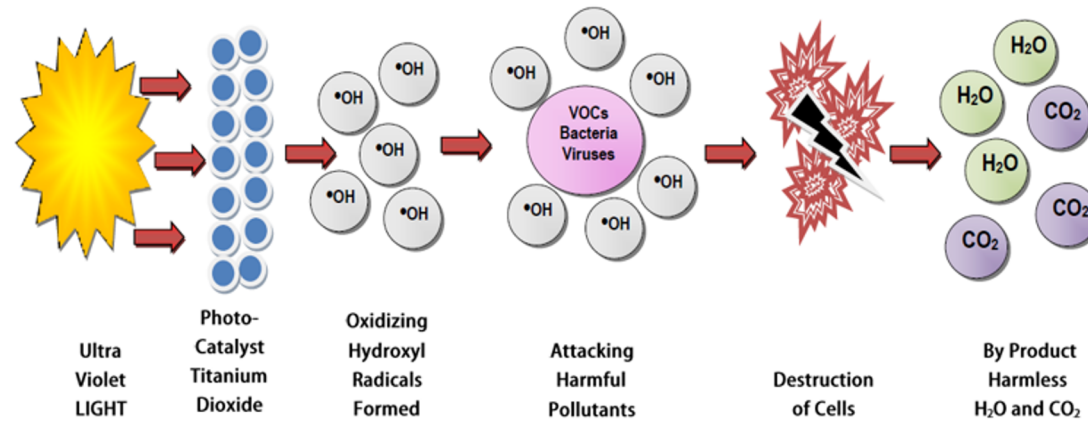 •OH
•OH
•OH
•OH
•OH
•OH
•OH
•OH
VOCs
Bacteria
Viruses
•OH
•OH
•OH
H₂O
H₂O
CO₂
H₂O
CO₂
CO₂
Ultra
Violet
LIGHT
Photo-
Catalyst
Titanium
Dioxide
Oxidizing
Hydroxyl
Radicals
Formed
Attacking
Harmful
Pollutants
Destruction
of Cells
By Product
Harmless
H₂O and CO₂